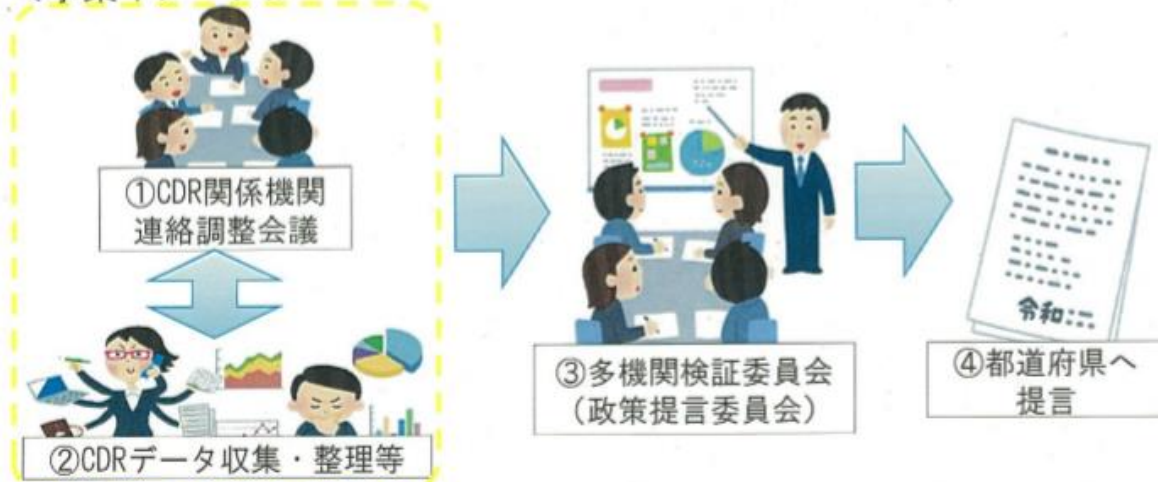 ①CDR関係機関
連絡調整会議
②CDRデータ収集・整理等
③多機関検証委員会
（政策提言委員会）
令和
④都道府県へ
提言